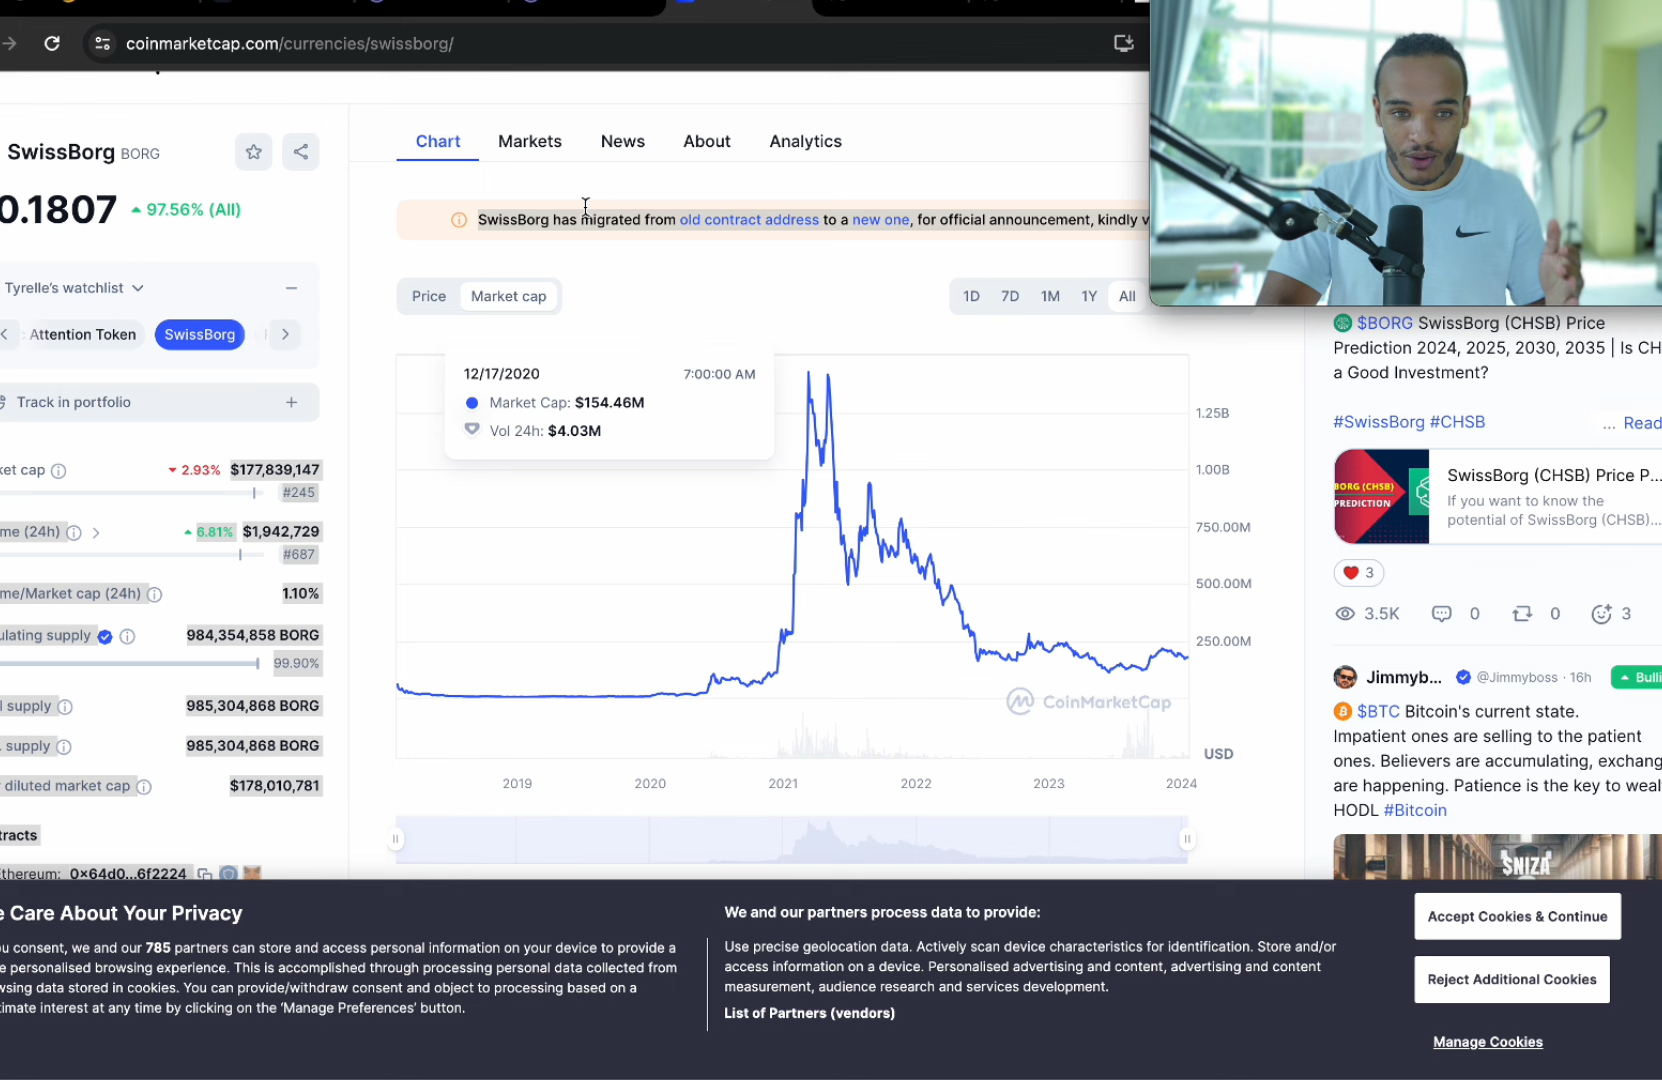 coinmarketcap.com/currencies/swissborg/
SwissBorg BORG
0.1807 97.56% (All)
Tyrelle's watchlist
Attention Token SwissBorg
Track in portfolio
2.93% $177,839,147
#245
(24h) 6.81% $1,942,729
#687
cap (24h) 1.10%
supply 984,354,858 BORG
99.90%
supply 985,304,868 BORG
supply 985,304,868 BORG
diluted market cap $178,010,781
0x64d0...6f2224
Chart Markets News About Analytics
SwissBorg has migrated from old contract address to a new one, for official announcement, kindly
Price Market cap
1D 7D 1M 1Y All
12/17/2020 7:00:00 AM
Market Cap: $154.46M
Vol 24h: $4.03M
1.25B
1.00B
750.00M
500.00M
250.00M
CoinMarketCap
USD
2019 2020 2021 2022 2023 2024
$BORG SwissBorg (CHSB) Price
Prediction 2024, 2025, 2030, 2035 | Is CH
a Good Investment?
#SwissBorg #CHSB ... Read
BORG (CHSB)
PREDICTION
SwissBorg (CHSB) Price P...
If you want to know the
potential of SwissBorg (CHSB)...
3
3.5K 0 0 3
Jimmyb... @Jimmyboss · 16h Bulli
$BTC Bitcoin's current state.
Impatient ones are selling to the patient
ones. Believers are accumulating, exchang
are happening. Patience is the key to weal
HODL #Bitcoin
$NIZA
Care About Your Privacy
consent, we and our 785 partners can store and access personal information on your device to provide a
personalised browsing experience. This is accomplished through processing personal data collected from
data stored in cookies. You can provide/withdraw consent and object to processing based on a
interest at any time by clicking on the 'Manage Preferences' button.
We and our partners process data to provide:
Use precise geolocation data. Actively scan device characteristics for identification. Store and/or
access information on a device. Personalised advertising and content, advertising and content
measurement, audience research and services development.
List of Partners (vendors)
Accept Cookies & Continue
Reject Additional Cookies
Manage Cookies